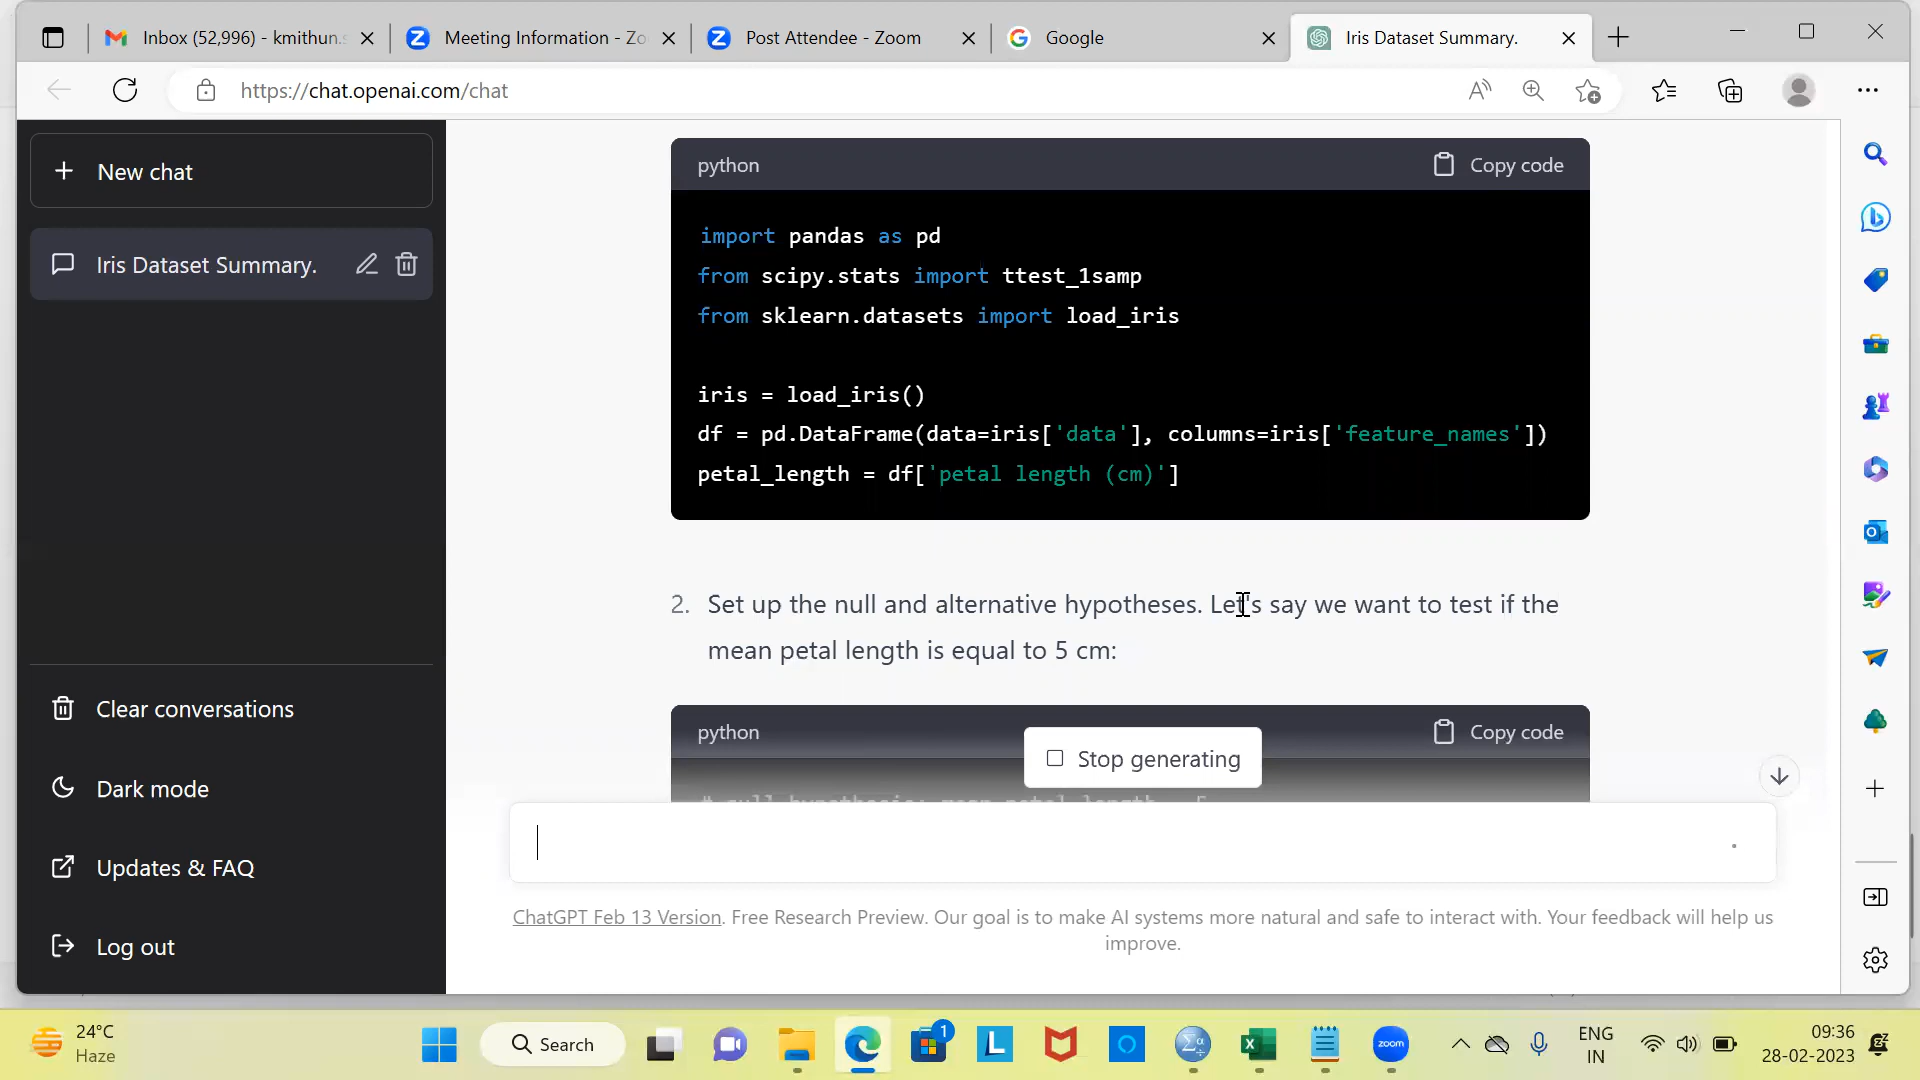 Inbox (52,996) - kmithun.s
Meeting Information - Zo
Post Attendee - Zoom
Google
Iris Dataset Summary.
https://chat.openai.com/chat
New chat
Iris Dataset Summary.
Clear conversations
Dark mode
Updates & FAQ
Log out
python
Copy code
import pandas as pd
from scipy.stats import ttest_1samp
from sklearn.datasets import load_iris
iris = load_iris()
df = pd.DataFrame(data=iris['data'], columns=iris['feature_names'])
petal_length = df['petal length (cm)']
2. Set up the null and alternative hypotheses. Let's say we want to test if the
mean petal length is equal to 5 cm:
python
Copy code
Stop generating
ChatGPT Feb 13 Version. Free Research Preview. Our goal is to make AI systems more natural and safe to interact with. Your feedback will help us
improve.
24°C
Haze
Search
1
L
zoom
ENG
IN
09:36
28-02-2023